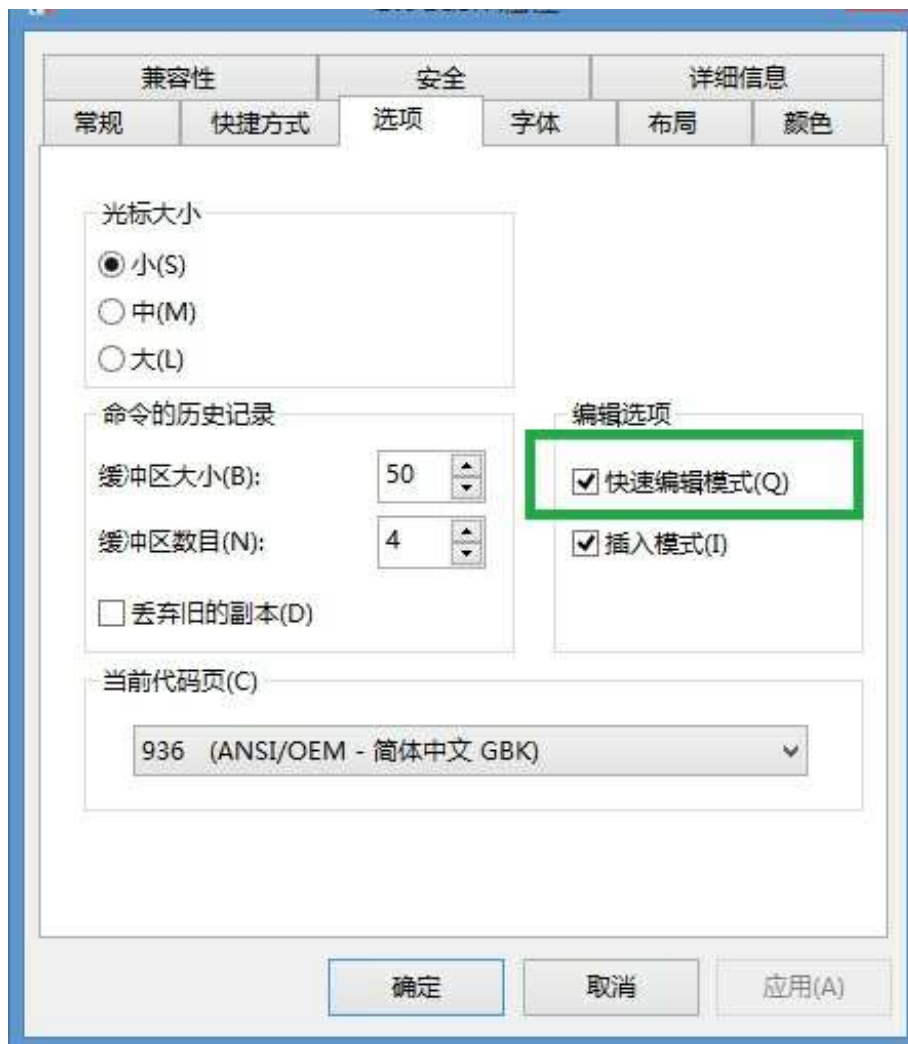 兼容性 安全 详细信息
常规 快捷方式 选项 字体 布局 颜色
光标大小
小(S)
中(M)
大(L)
命令的历史记录
缓冲区大小(B): 50
缓冲区数目(N): 4
丢弃旧的副本(D)
编辑选项
快速编辑模式(Q)
插入模式(I)
当前代码页(C)
936 (ANSI/OEM - 简体中文 GBK)
确定 取消 应用(A)